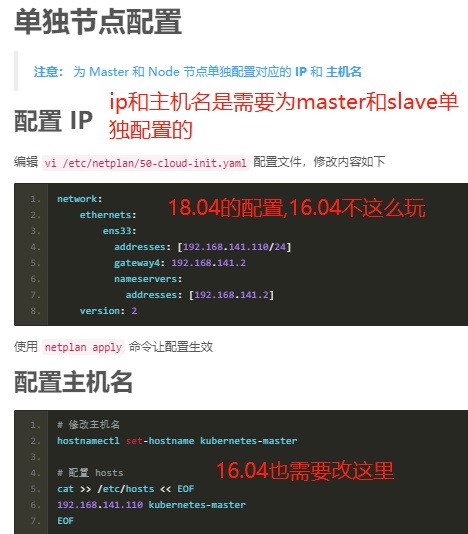 单独节点配置
注意： 为 Master 和 Node 节点单独配置对应的 IP 和 主机名
ip和主机名是需要为master和slave单独配置的
配置 IP
编辑 vi /etc/netplan/50-cloud-init.yaml 配置文件，修改内容如下
1. network:
2. ethernets:
3. ens33:
4. addresses: [192.168.141.110/24]
5. gateway4: 192.168.141.2
6. nameservers:
7. addresses: [192.168.141.2]
8. version: 2
18.04的配置,16.04不这么玩
使用 netplan apply 命令让配置生效
配置主机名
1. # 修改主机名
2. hostnamectl set-hostname kubernetes-master
3.
4. # 配置 hosts
5. cat >> /etc/hosts << EOF
6. 192.168.141.110 kubernetes-master
7. EOF
16.04也需要改这里